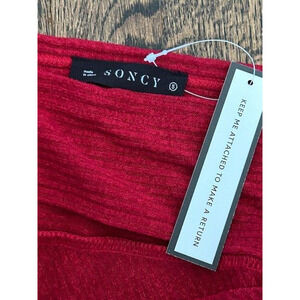 SONCY
S
KEEP ME ATTACHED TO MAKE A RETURN.